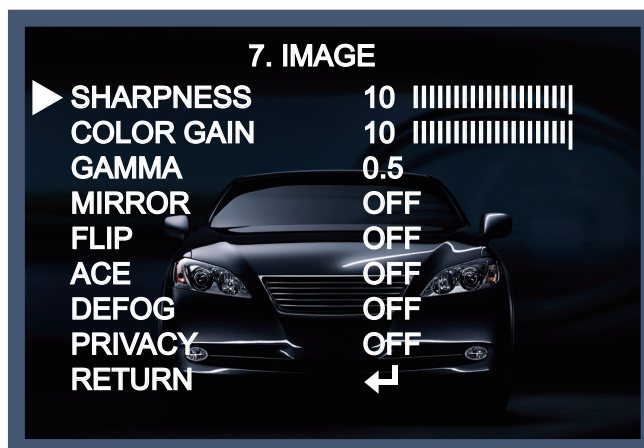 7. IMAGE
SHARPNESS 10
COLOR GAIN 10
GAMMA 0.5
MIRROR OFF
FLIP OFF
ACE OFF
DEFOG OFF
PRIVACY OFF
RETURN ↵